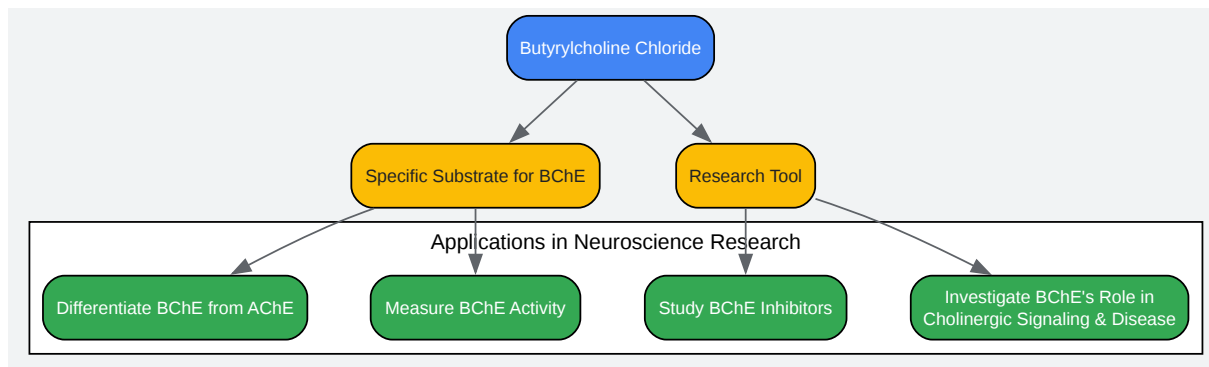 Butyrylcholine Chloride
Specific Substrate for BChE
Research Tool
Applications in Neuroscience Research
Differentiate BChE from AChE
Measure BChE Activity
Study BChE Inhibitors
Investigate BChE's Role in
Cholinergic Signaling & Disease